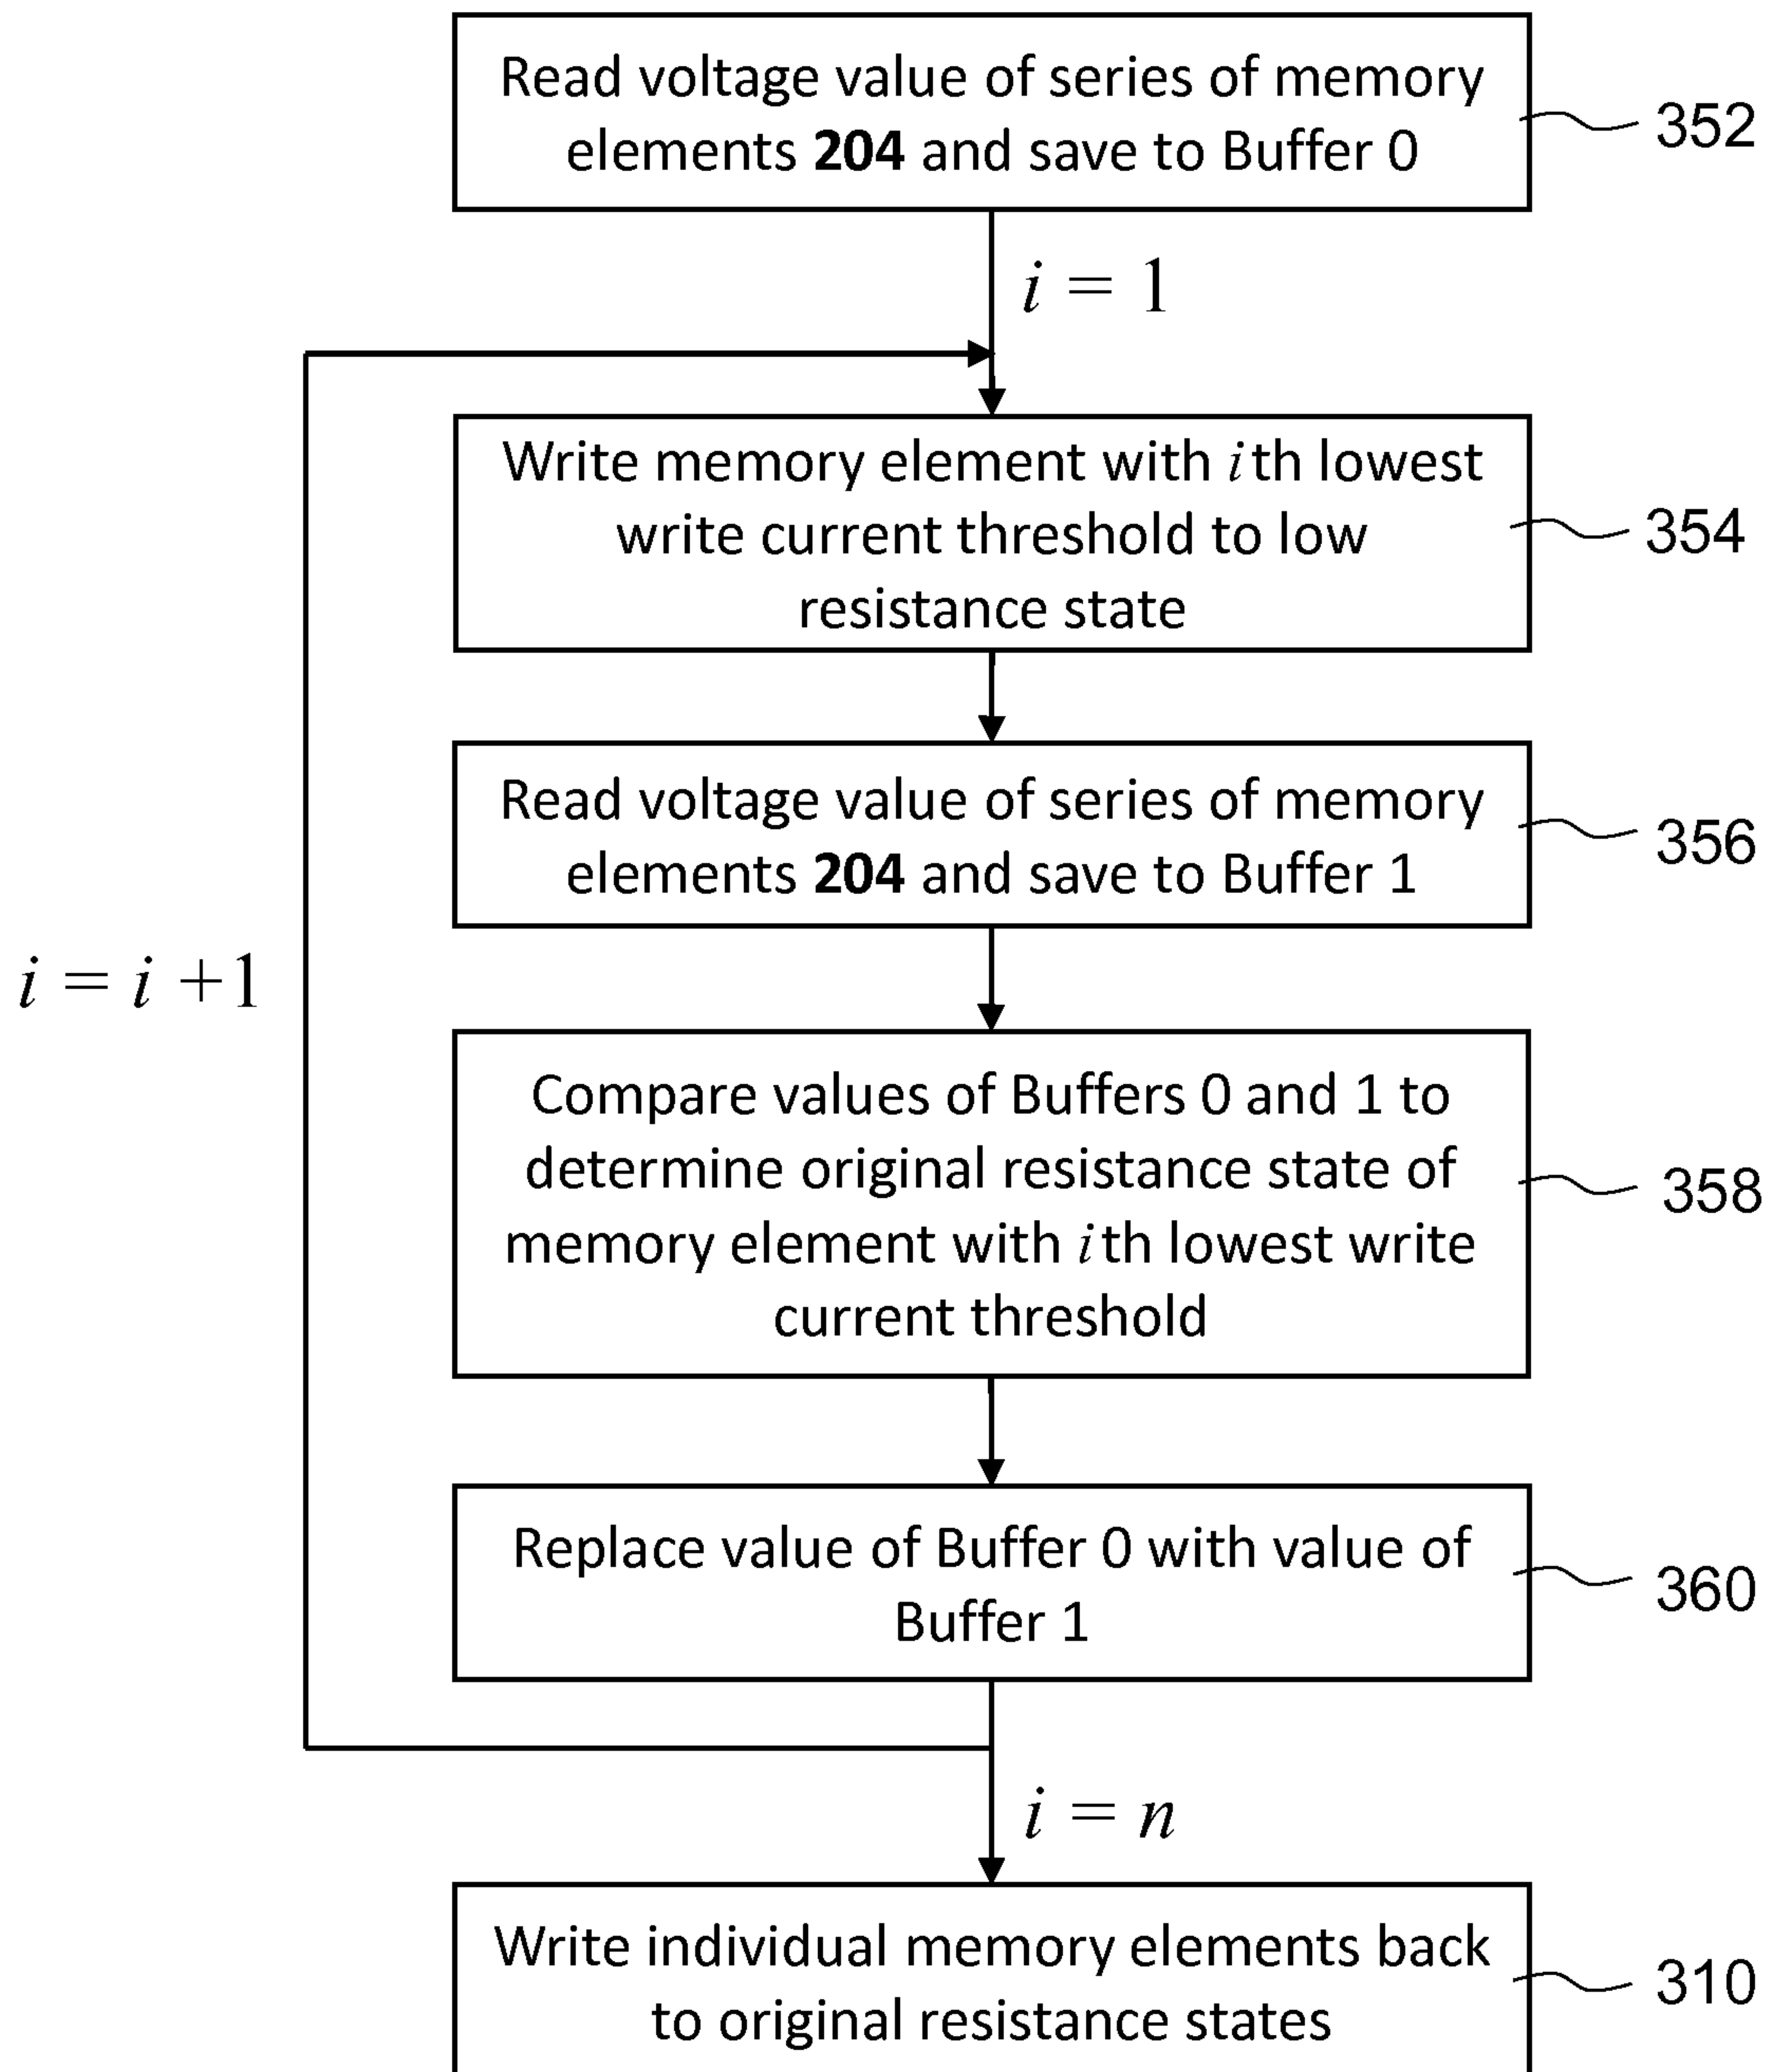 Read voltage value of series of memory
elements 204 and save to Buffer 0
352
i = 1
Write memory element with ith lowest
write current threshold to low
resistance state
354
Read voltage value of series of memory
elements 204 and save to Buffer 1
356
i = i +1
Compare values of Buffers 0 and 1 to
determine original resistance state of
memory element with ith lowest write
current threshold
358
Replace value of Buffer 0 with value of
Buffer 1
360
i = n
Write individual memory elements back
to original resistance states
310